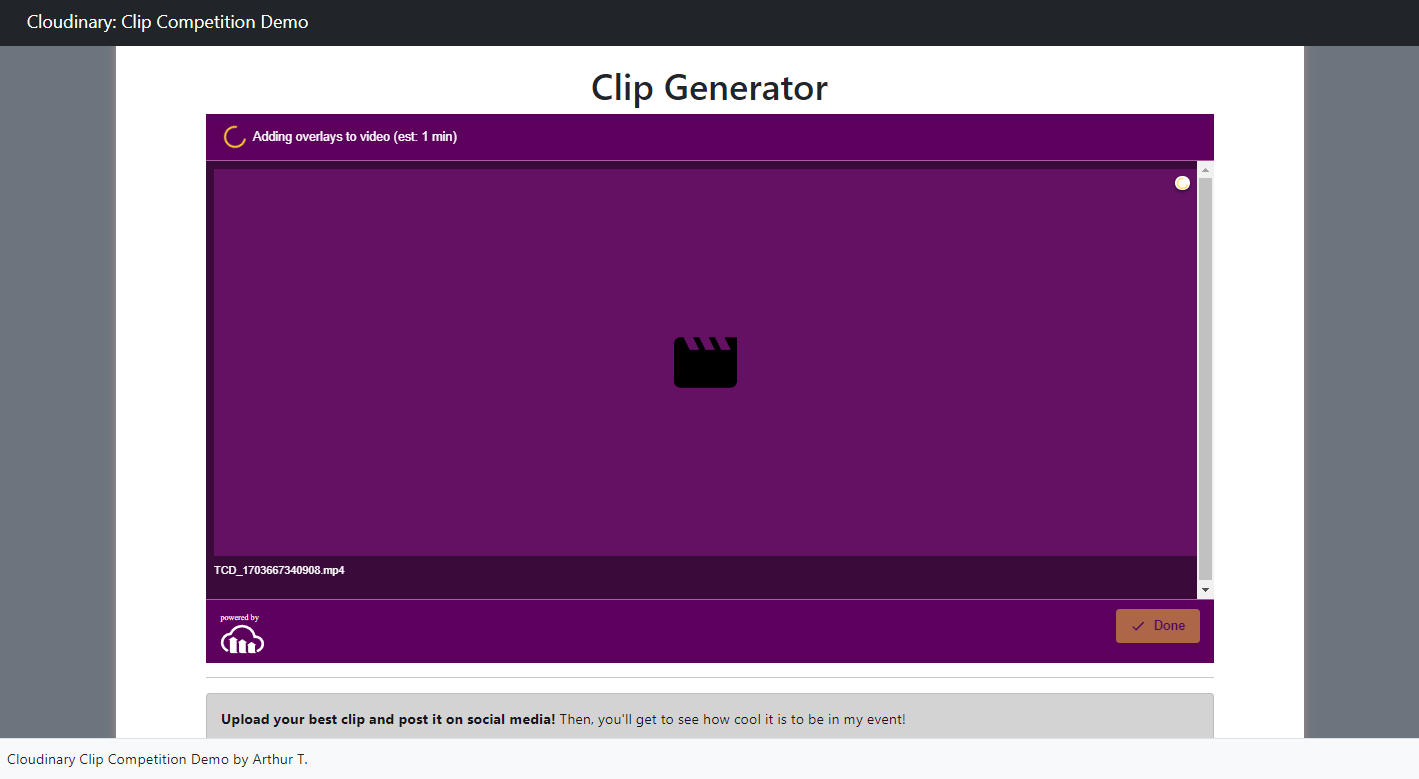 Cloudinary: Clip Competition Demo
Clip Generator
Adding overlays to video (est: 1 min)
TCD_1703667340908.mp4
powered by
Done
Upload your best clip and post it on social media! Then, you'll get to see how cool it is to be in my event!
Cloudinary Clip Competition Demo by Arthur T.